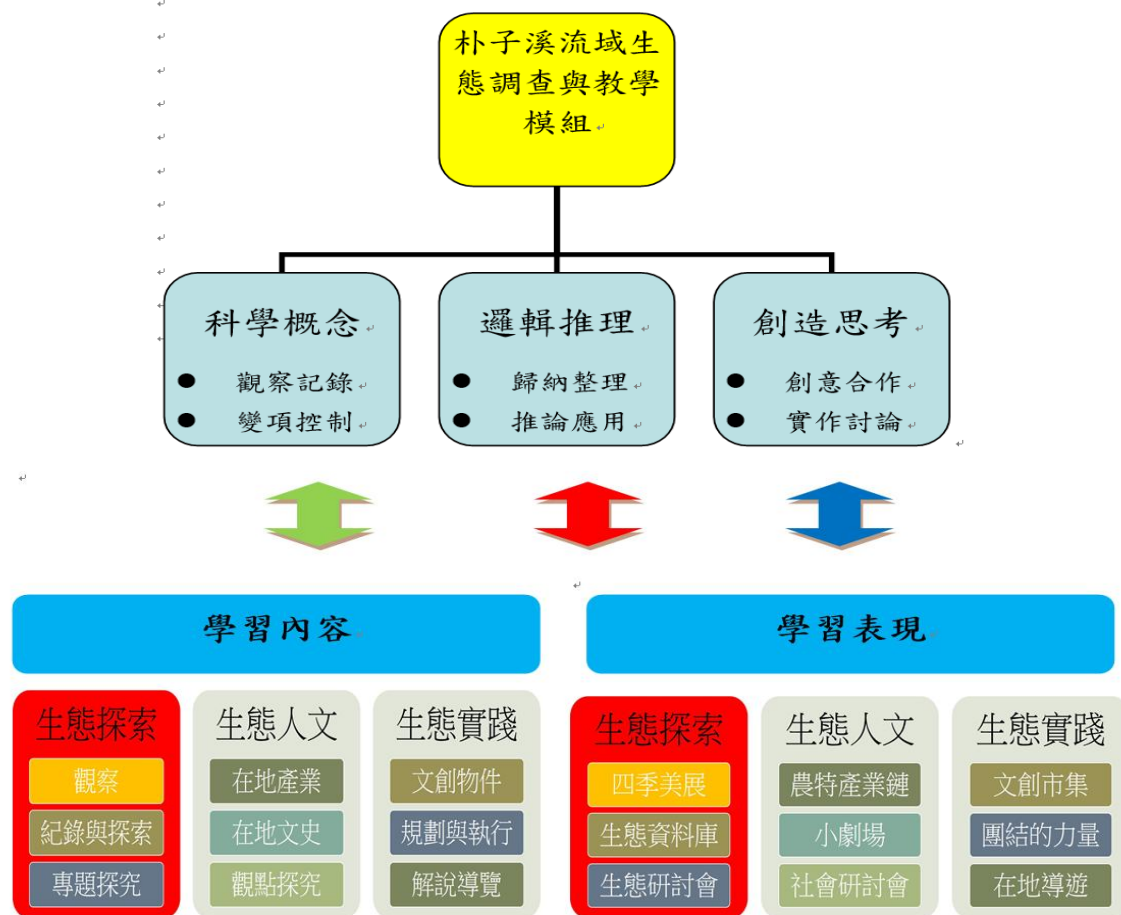 朴子溪流域生
態調查與教學
模組
科學概念
● 觀察記錄
● 變項控制
邏輯推理
● 歸納整理
● 推論應用
創造思考
● 創意合作
● 實作討論
學習內容
學習表現
生態探索
觀察
紀錄與探索
專題探究
生態人文
在地產業
在地文史
觀點探究
生態實踐
文創物件
規劃與執行
解說導覽
生態探索
四季美展
生態資料庫
生態研討會
生態人文
農特產業鏈
小劇場
社會研討會
生態實踐
文創市集
團結的力量
在地導遊